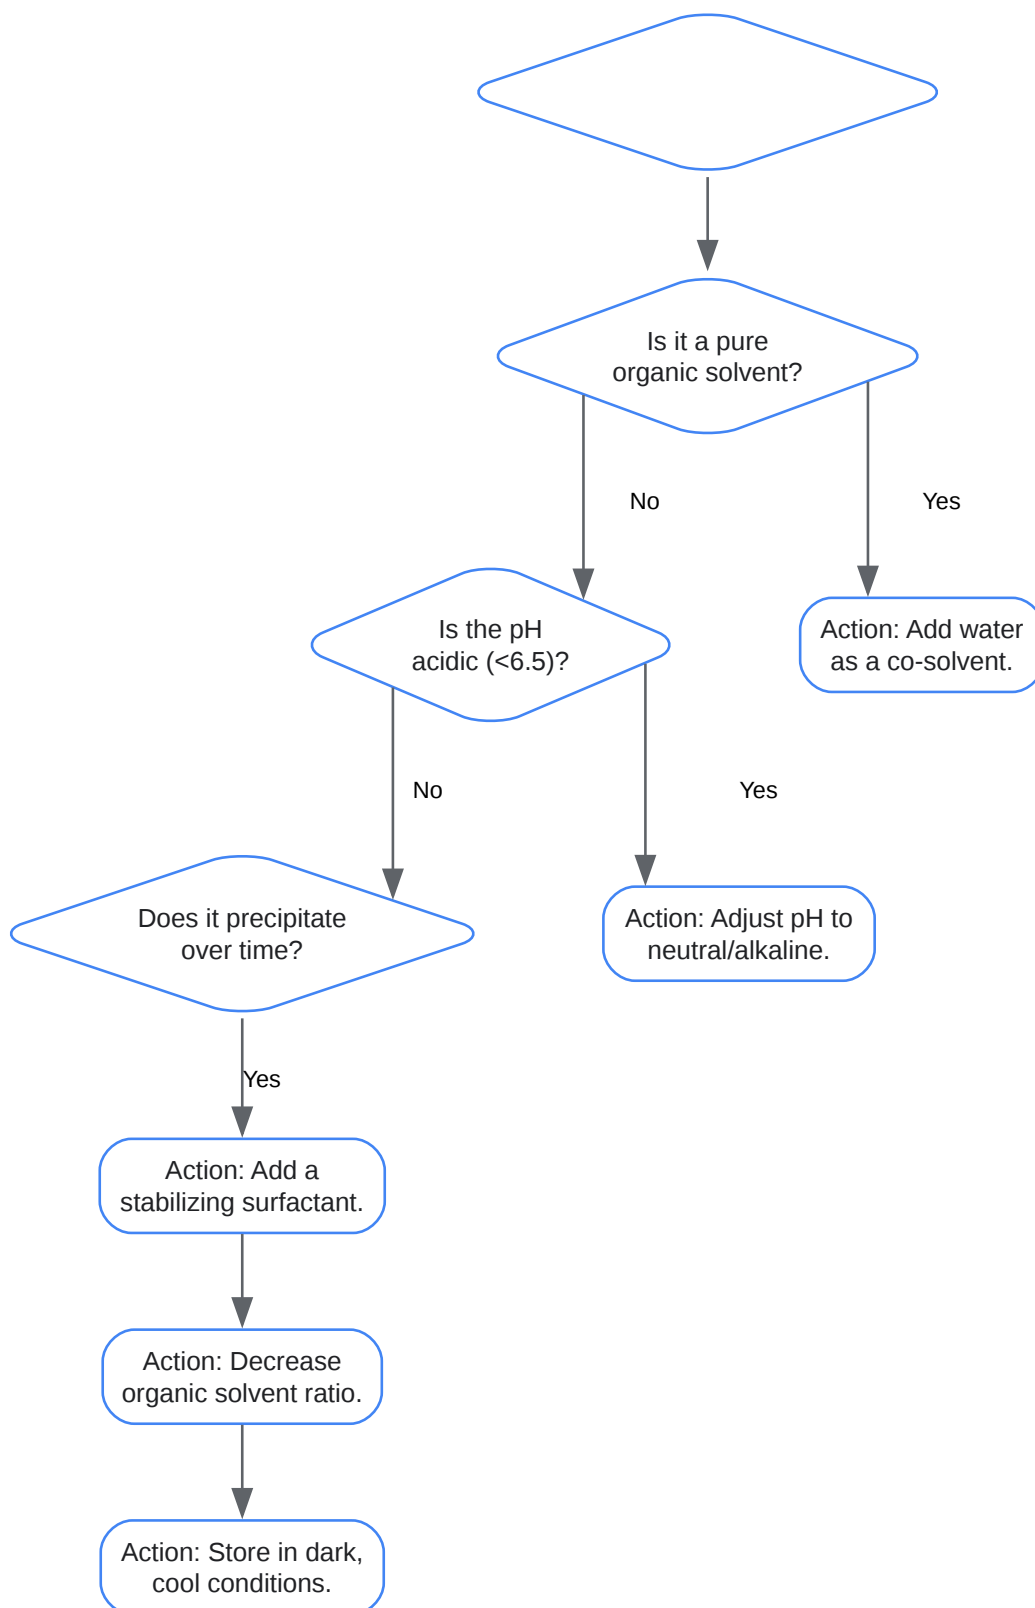 Is it a pure
organic solvent?
No
Yes
Is the pH
acidic (<6.5)?
Action: Add water
as a co-solvent.
No
Yes
Does it precipitate
over time?
Action: Adjust pH to
neutral/alkaline.
Yes
Action: Add a
stabilizing surfactant.
Action: Decrease
organic solvent ratio.
Action: Store in dark,
cool conditions.